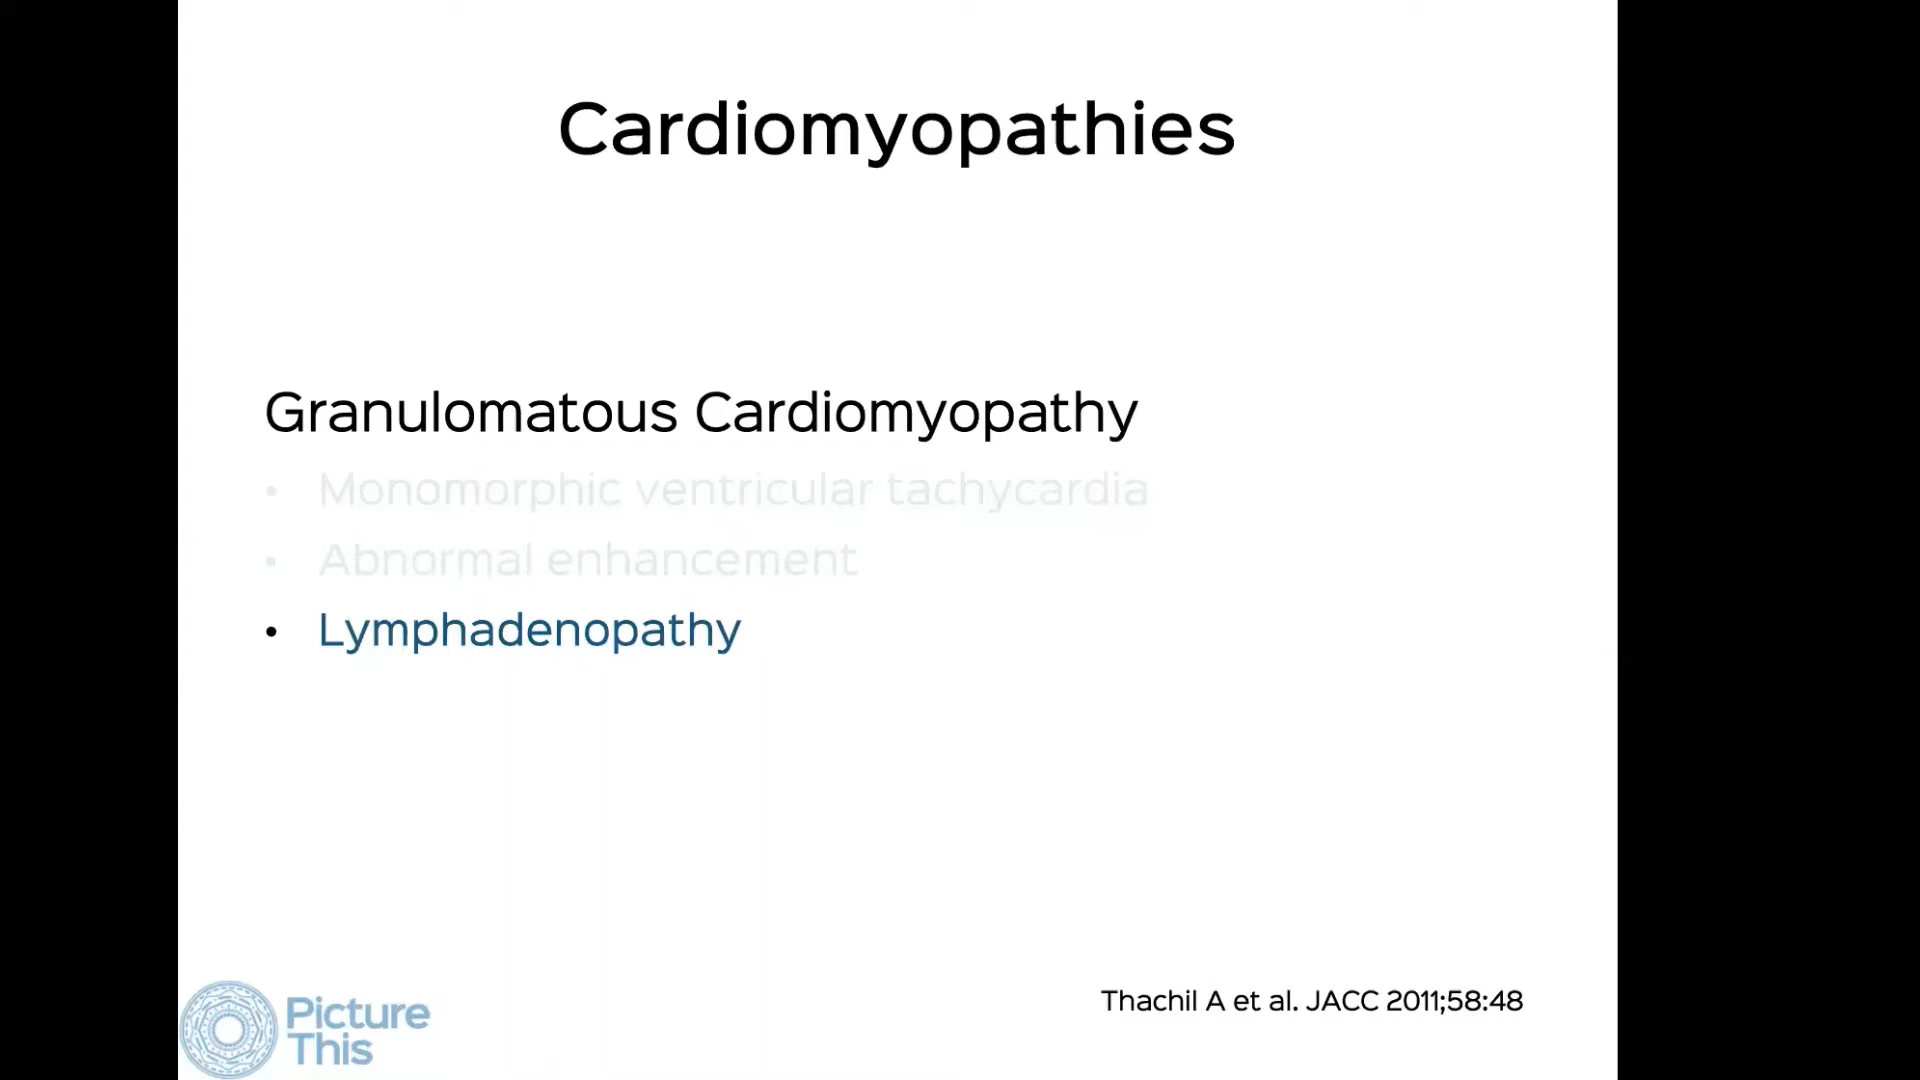 Cardiomyopathies
Granulomatous Cardiomyopathy
• Monomorphic ventricular tachycardia
• Abnormal enhancement
• Lymphadenopathy
Thachil A et al. JACC 2011;58:48
Picture
This